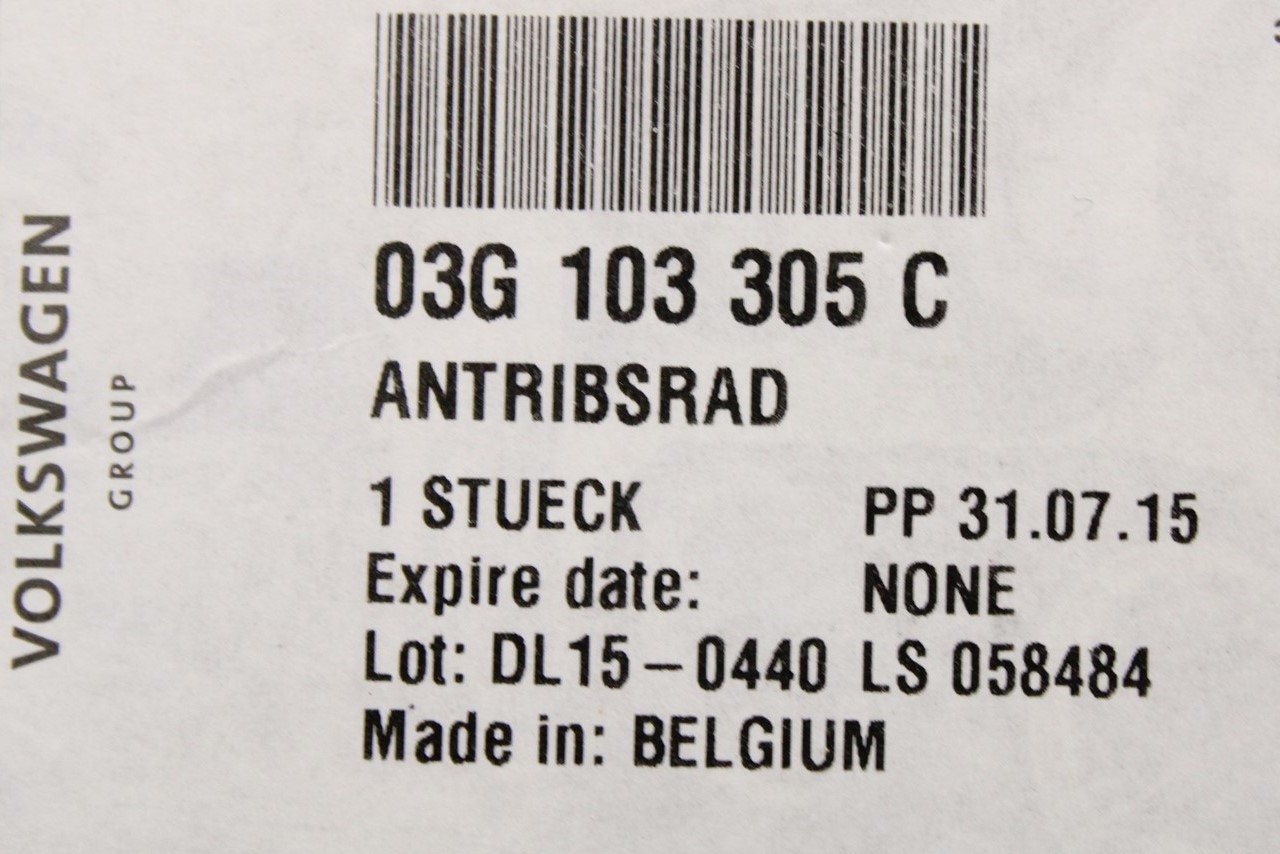 VOLKSWAGEN
GROUP
03G 103 305 C
ANTRIBSRAD
1 STUECK PP 31.07.15
Expire date: NONE
Lot: DL15-0440 LS 058484
Made in: BELGIUM